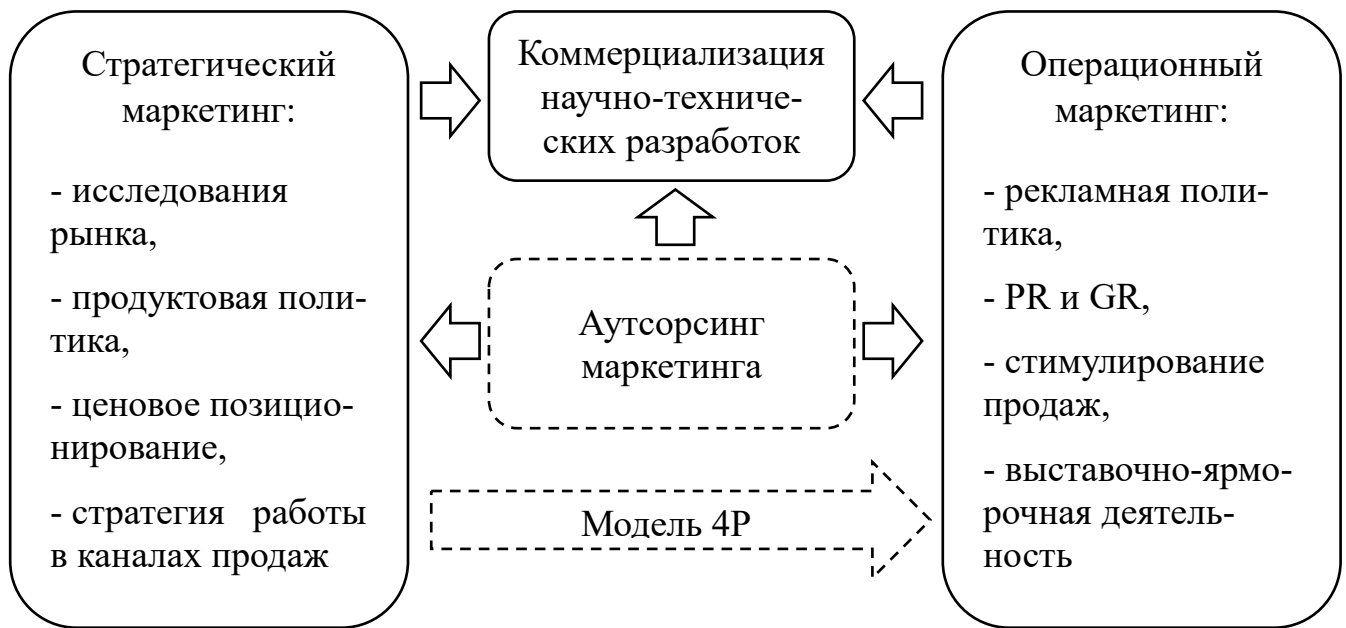 Стратегический
маркетинг:
- исследования
рынка,
- продуктовая поли-
тика,
- ценовое позицио-
нирование,
- стратегия работы
в каналах продаж
Коммерциализация
научно-техниче-
ских разработок
Аутсорсинг
маркетинга
Модель 4P
Операционный
маркетинг:
- рекламная поли-
тика,
- PR и GR,
- стимулирование
продаж,
- выставочно-ярмо-
рочная деятель-
ность